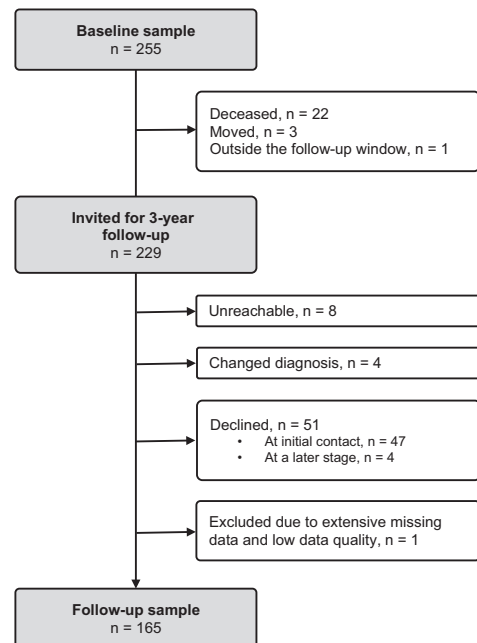 Baseline sample
n = 255
Deceased, n = 22
Moved, n = 3
Outside the follow-up window, n = 1
Invited for 3-year
follow-up
n = 229
Unreachable, n = 8
Changed diagnosis, n = 4
Declined, n = 51
• At initial contact, n = 47
• At a later stage, n = 4
Excluded due to extensive missing
data and low data quality, n = 1
Follow-up sample
n = 165